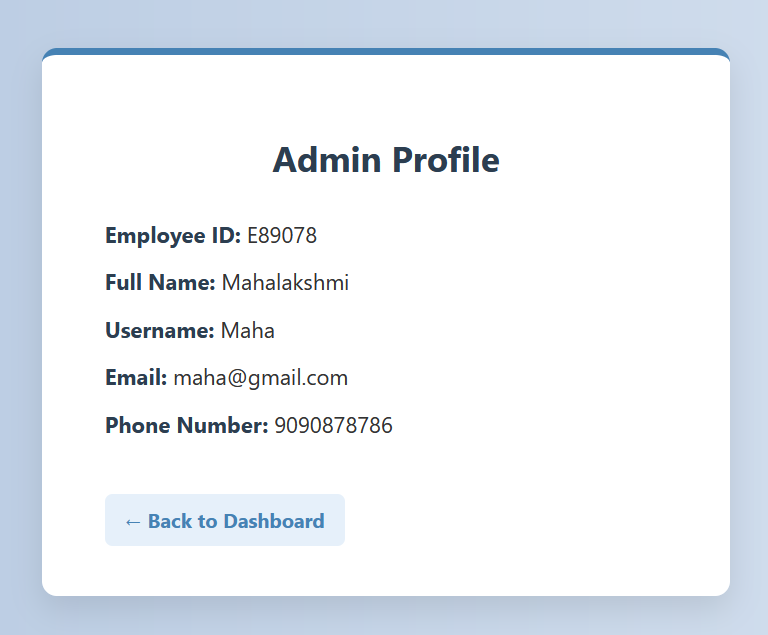 Admin Profile
Employee ID: E89078
Full Name: Mahalakshmi
Username: Maha
Email: maha@gmail.com
Phone Number: 9090878786
← Back to Dashboard